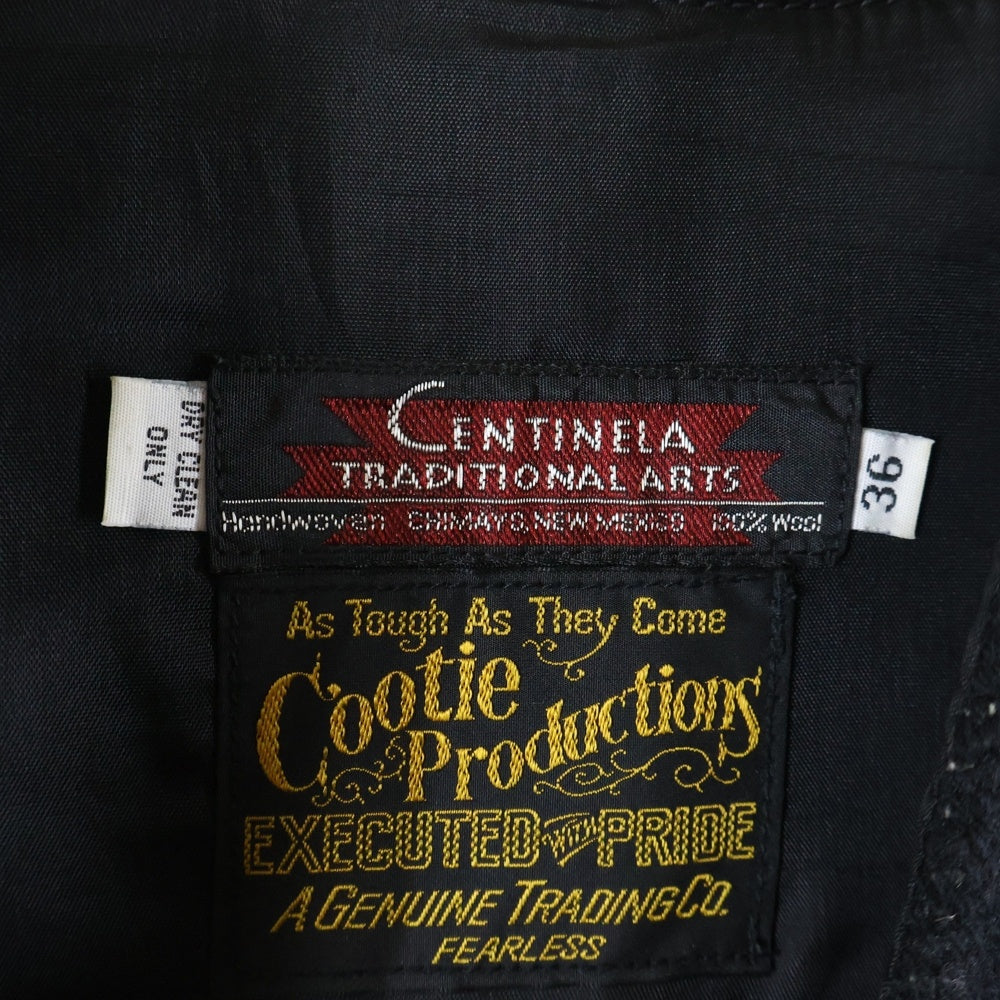 DRY CLEAN
ONLY
CENTINELA
TRADITIONAL ARTS
Handwoven CHIMAYO, NEW MEXICO 100% Wool
36
As Tough As They Come
Cootie
Productions
EXECUTED WITH PRIDE
A GENUINE TRADING CO.
FEARLESS